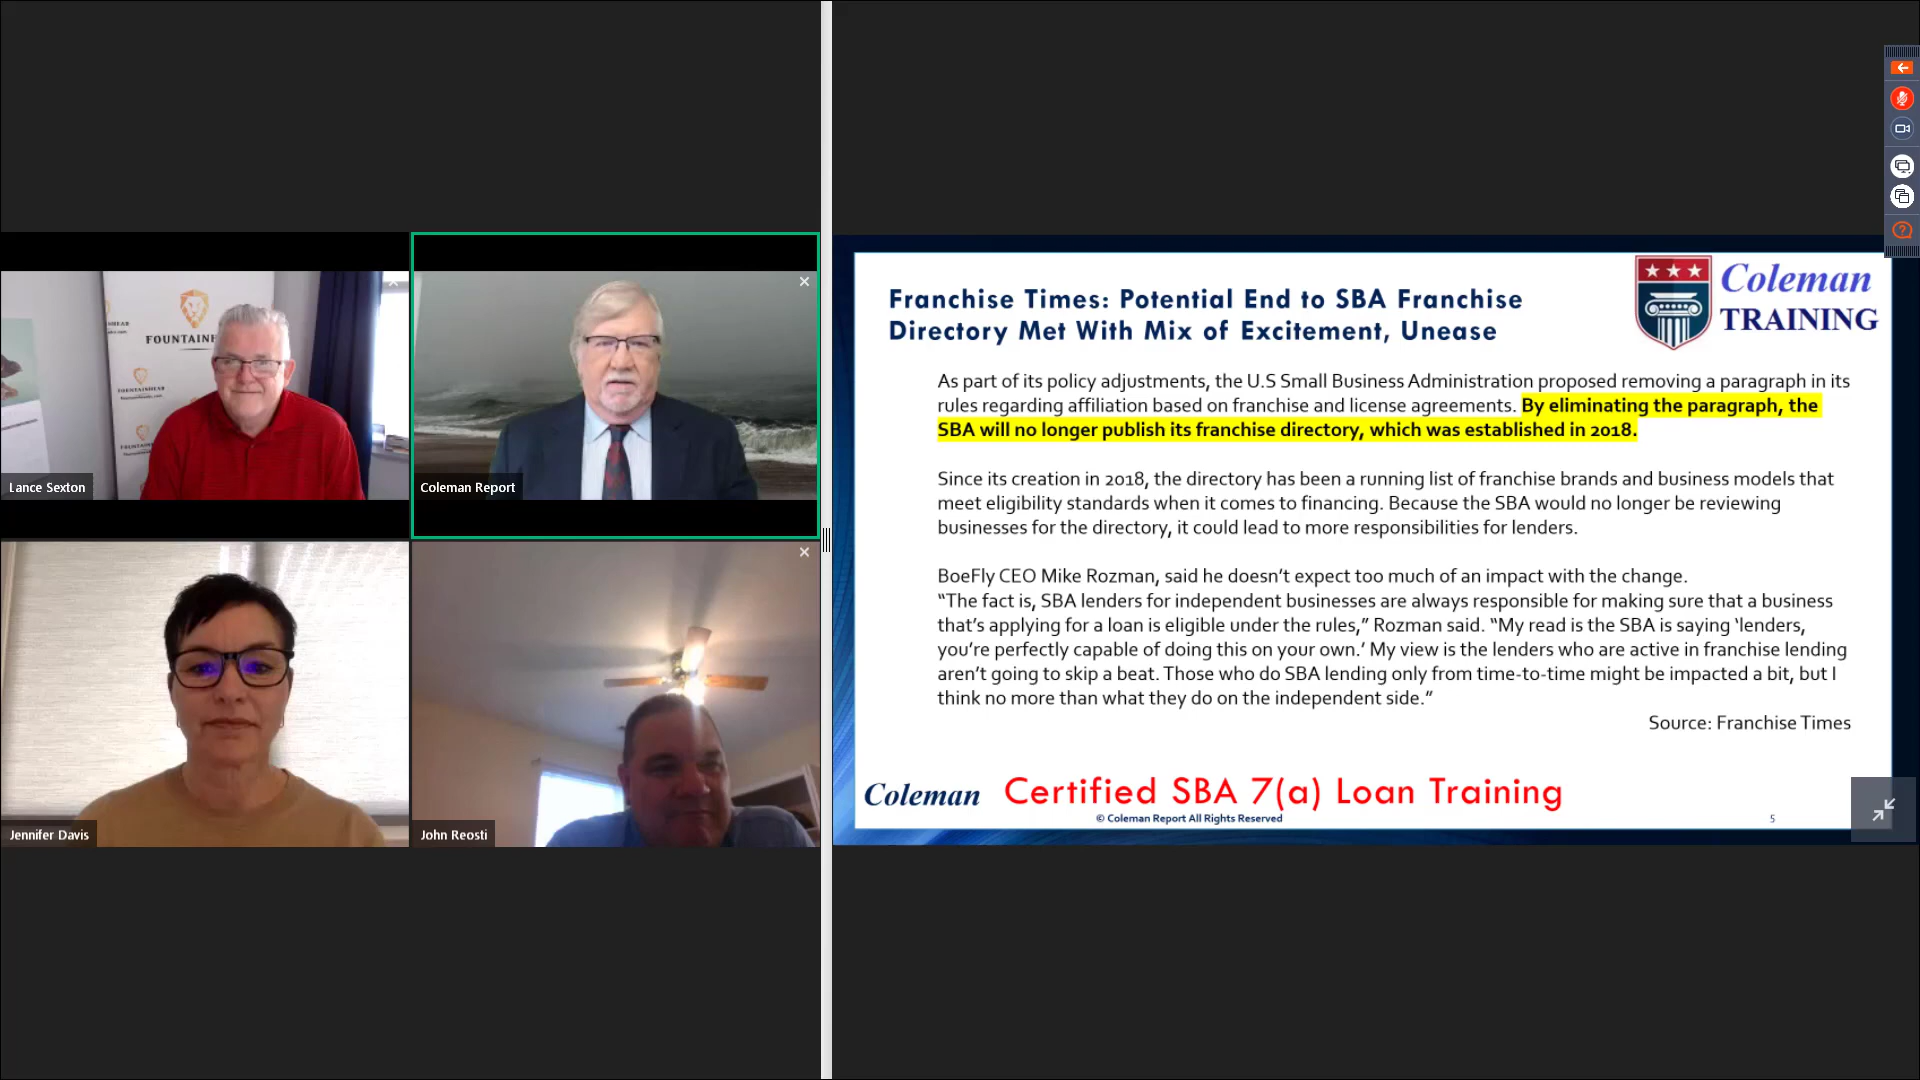 FOUNTAINH
FOUNTAINHEAD
Lance Sexton
Coleman Report
Jennifer Davis
John Reosti
Franchise Times: Potential End to SBA Franchise
Directory Met With Mix of Excitement, Unease
Coleman
TRAINING
As part of its policy adjustments, the U.S Small Business Administration proposed removing a paragraph in its
rules regarding affiliation based on franchise and license agreements. By eliminating the paragraph, the
SBA will no longer publish its franchise directory, which was established in 2018.
Since its creation in 2018, the directory has been a running list of franchise brands and business models that
meet eligibility standards when it comes to financing. Because the SBA would no longer be reviewing
businesses for the directory, it could lead to more responsibilities for lenders.
BoeFly CEO Mike Rozman, said he doesn’t expect too much of an impact with the change.
“The fact is, SBA lenders for independent businesses are always responsible for making sure that a business
that’s applying for a loan is eligible under the rules,” Rozman said. “My read is the SBA is saying ‘lenders,
you’re perfectly capable of doing this on your own.’ My view is the lenders who are active in franchise lending
aren’t going to skip a beat. Those who do SBA lending only from time-to-time might be impacted a bit, but I
think no more than what they do on the independent side.”
Source: Franchise Times
Coleman Certified SBA 7(a) Loan Training
© Coleman Report All Rights Reserved
5